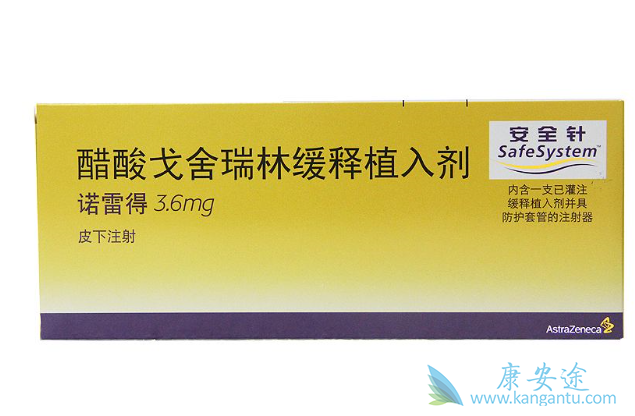 安全针
SafeSystem™
醋酸戈舍瑞林缓释植入剂
诺雷得 3.6mg
皮下注射
内含一支已灌注
缓释植入剂并具
防护套管的注射器
AstraZeneca
康安途
www.kangantu.com